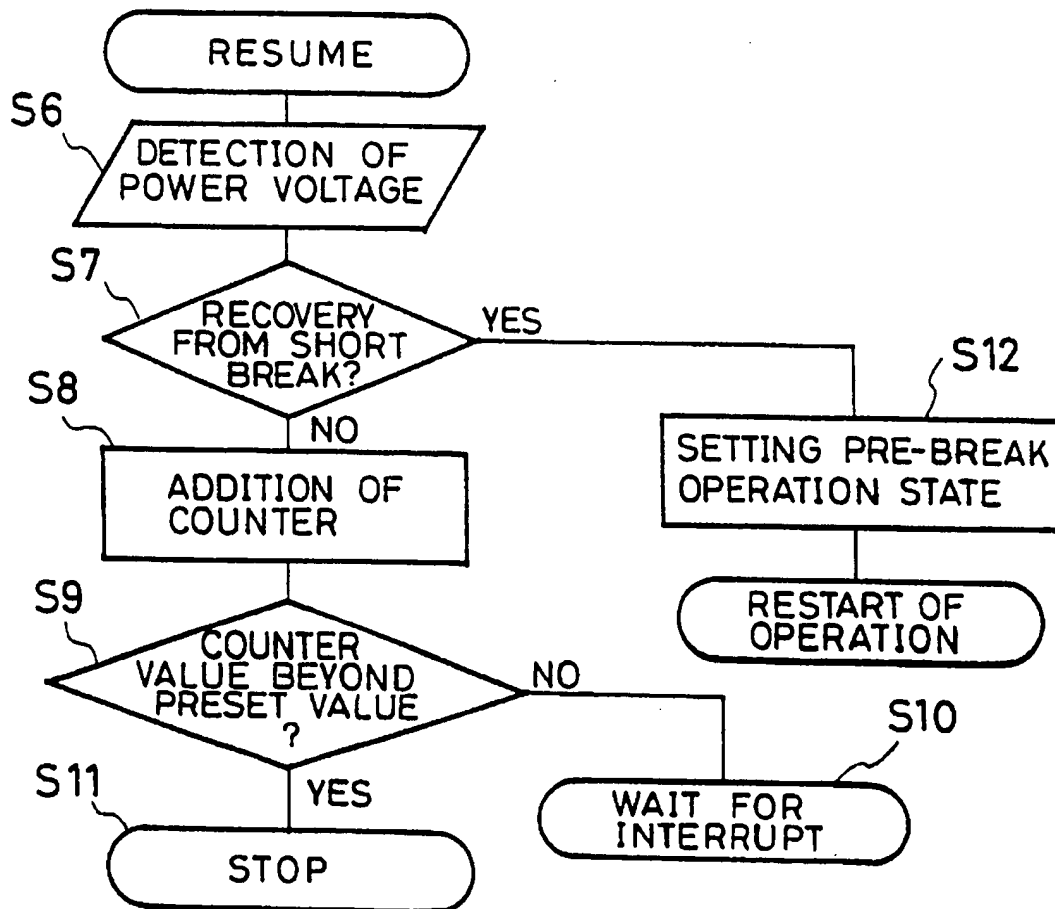 RESUME
S6
DETECTION OF
POWER VOLTAGE
S7
RECOVERY
FROM SHORT
BREAK?
YES
S12
S8
NO
SETTING PRE-BREAK
OPERATION STATE
ADDITION OF
COUNTER
RESTART OF
OPERATION
S9
COUNTER
VALUE BEYOND
PRESET VALUE
?
NO
S10
S11
YES
WAIT FOR
INTERRUPT
STOP